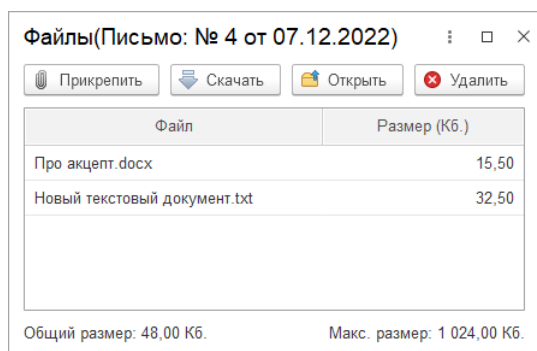 Файлы(Письмо: № 4 от 07.12.2022)
Прикрепить Скачать Открыть Удалить
Файл Размер (Кб.)
Про акцепт.docx 15,50
Новый текстовый документ.txt 32,50
Общий размер: 48,00 Кб. Макс. размер: 1 024,00 Кб.